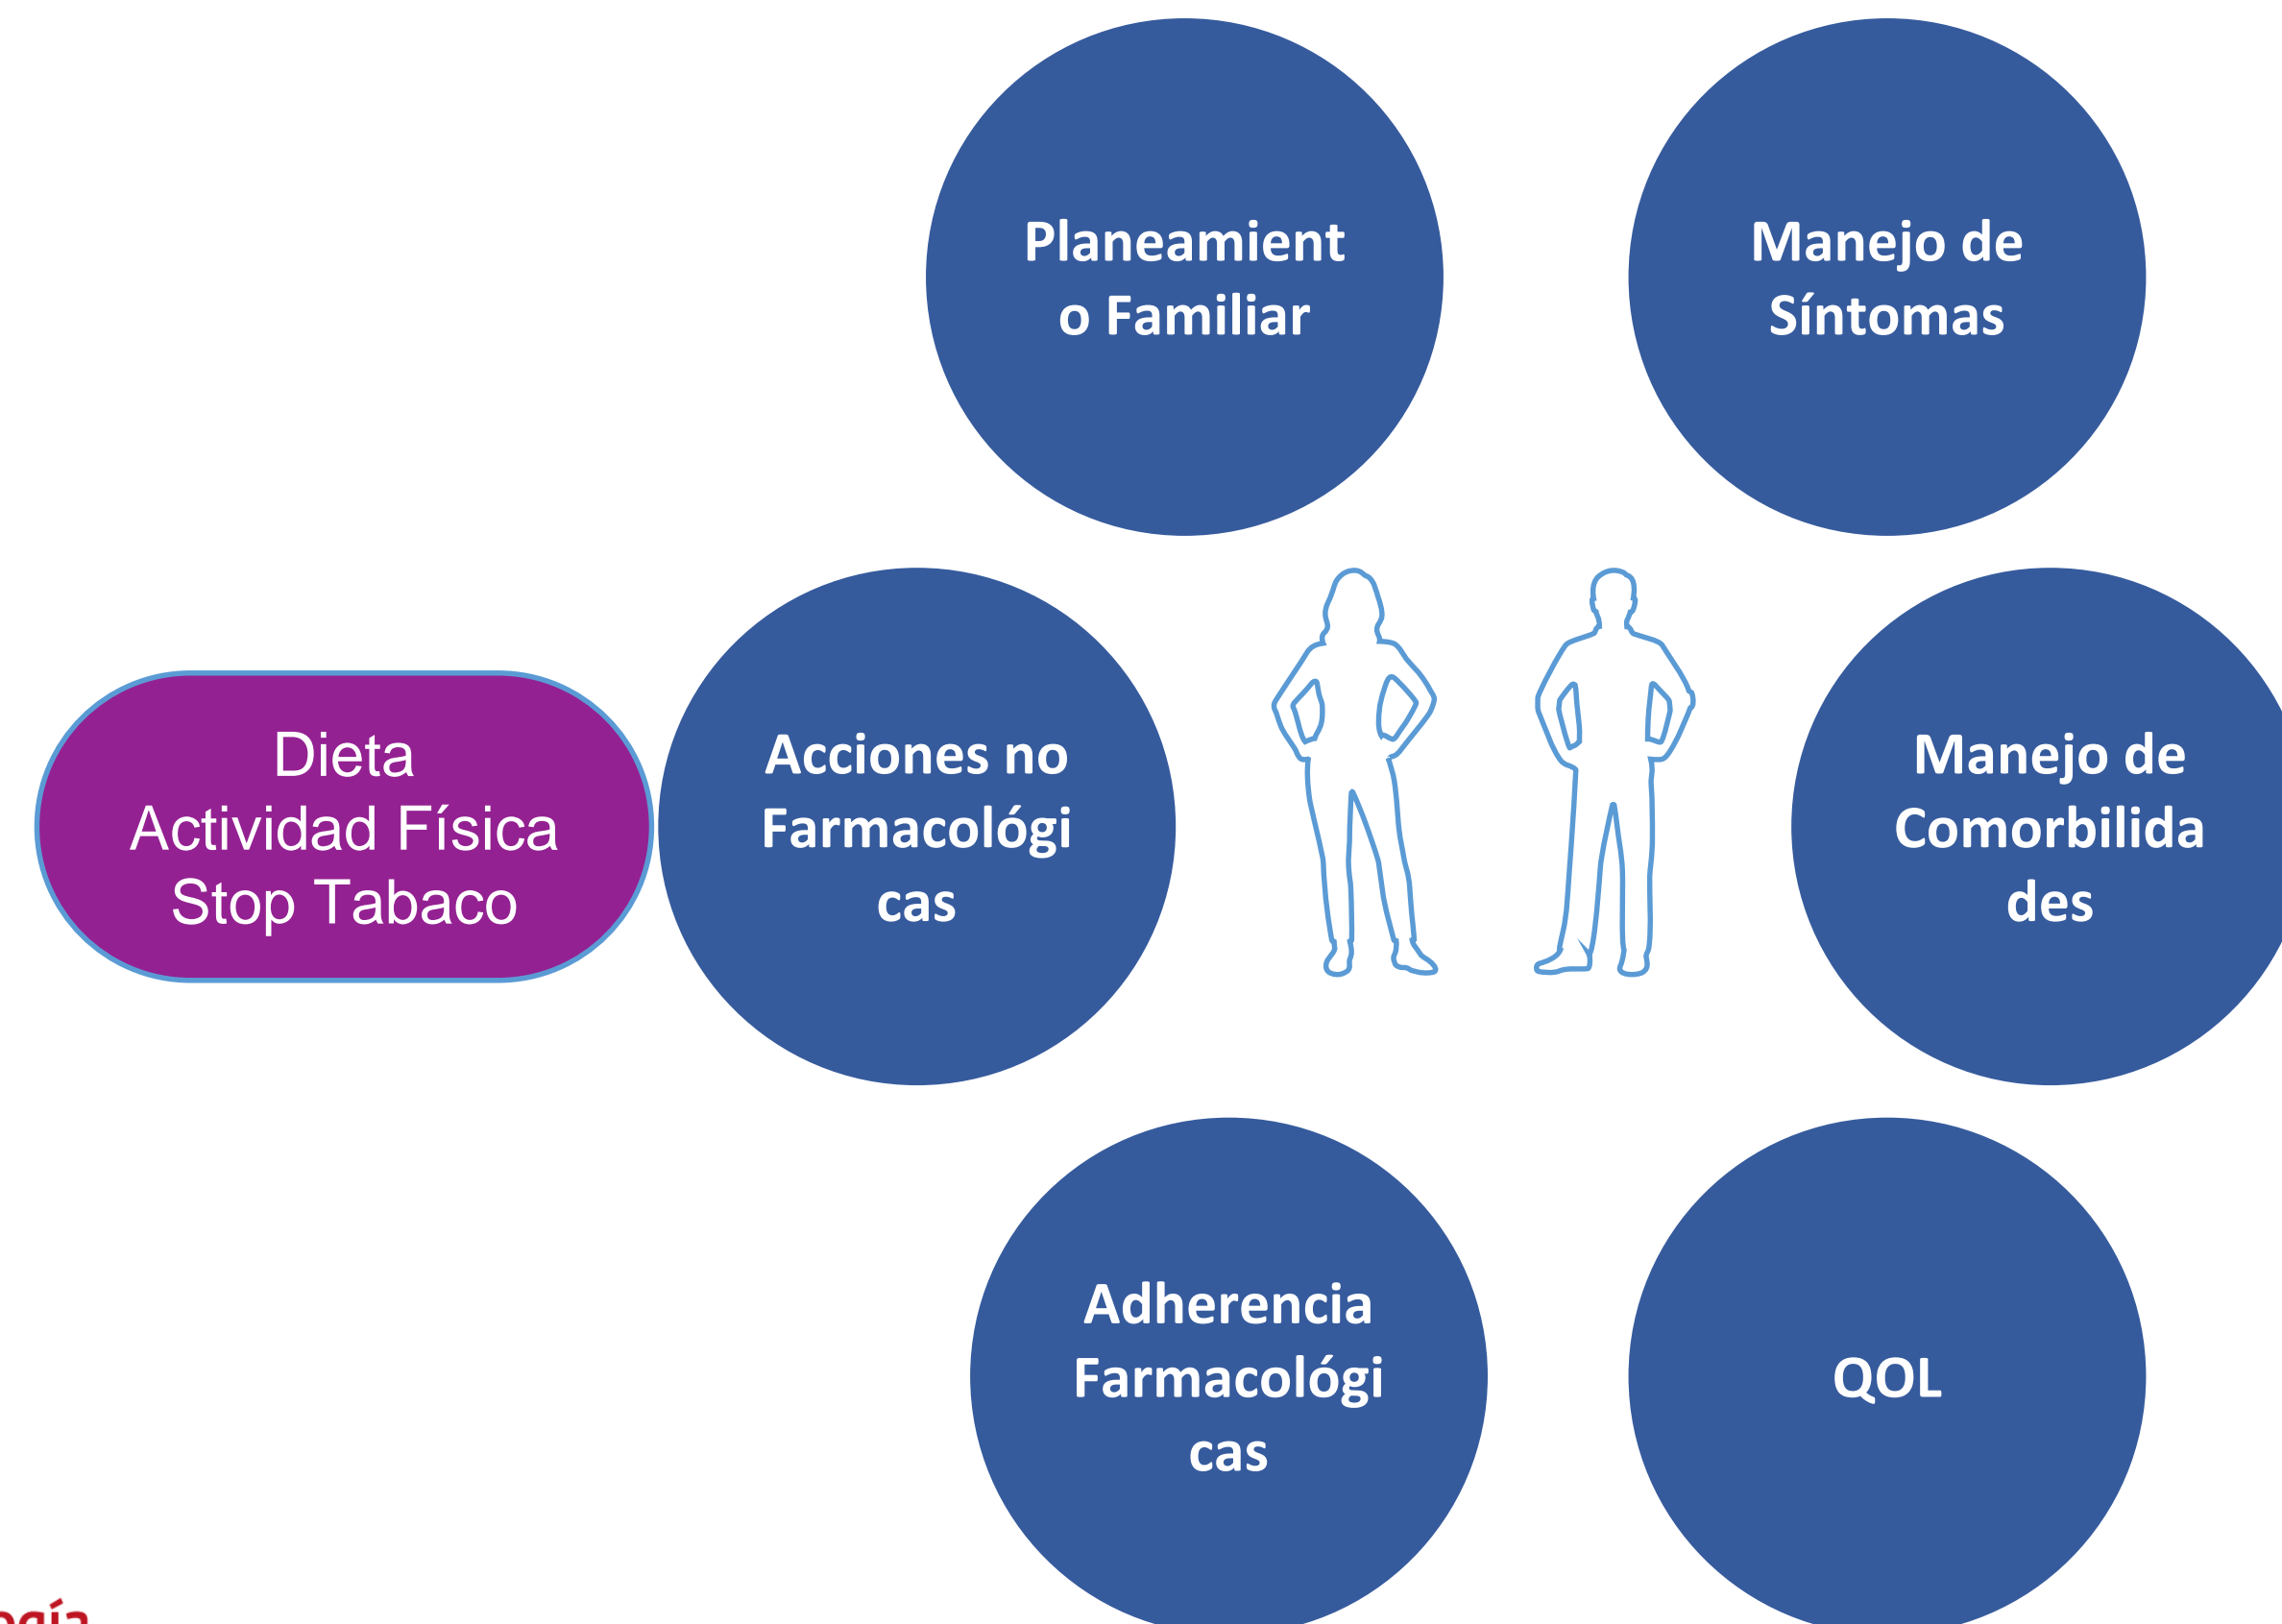 Planeamient
o Familiar
Manejo de
Síntomas
Dieta
Actividad Física
Stop Tabaco
Acciones no
Farmacológi
cas
Manejo de
Comorbilida
des
Adherencia
Farmacológi
cas
QOL